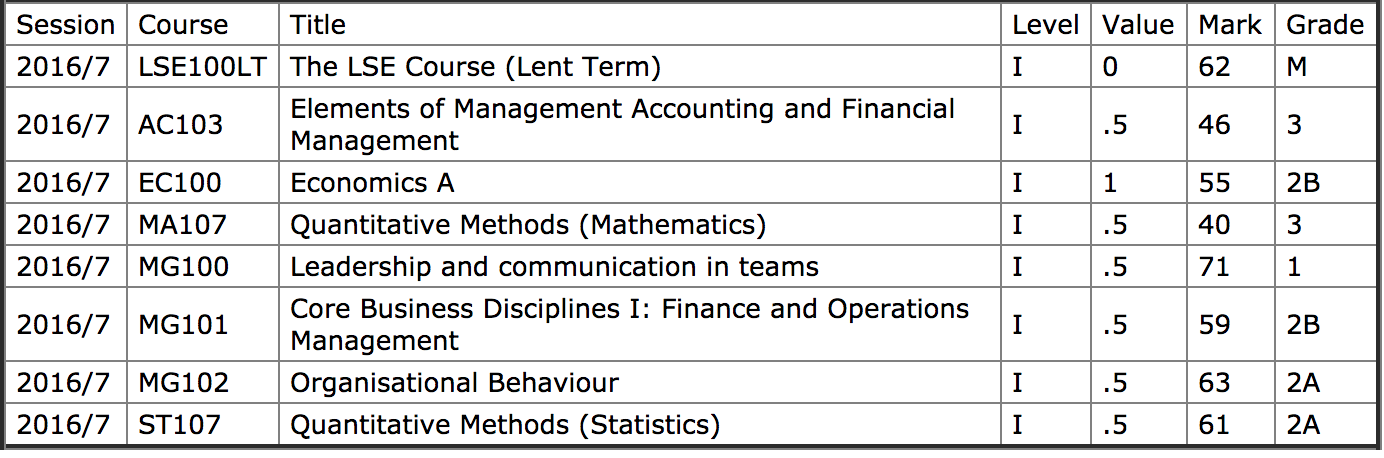 Session Course Title Level Value Mark Grade
2016/7 LSE100LT The LSE Course (Lent Term) I 0 62 M
2016/7 AC103 Elements of Management Accounting and Financial
Management I .5 46 3
2016/7 EC100 Economics A I 1 55 2B
2016/7 MA107 Quantitative Methods (Mathematics) I .5 40 3
2016/7 MG100 Leadership and communication in teams I .5 71 1
2016/7 MG101 Core Business Disciplines I: Finance and Operations
Management I .5 59 2B
2016/7 MG102 Organisational Behaviour I .5 63 2A
2016/7 ST107 Quantitative Methods (Statistics) I .5 61 2A